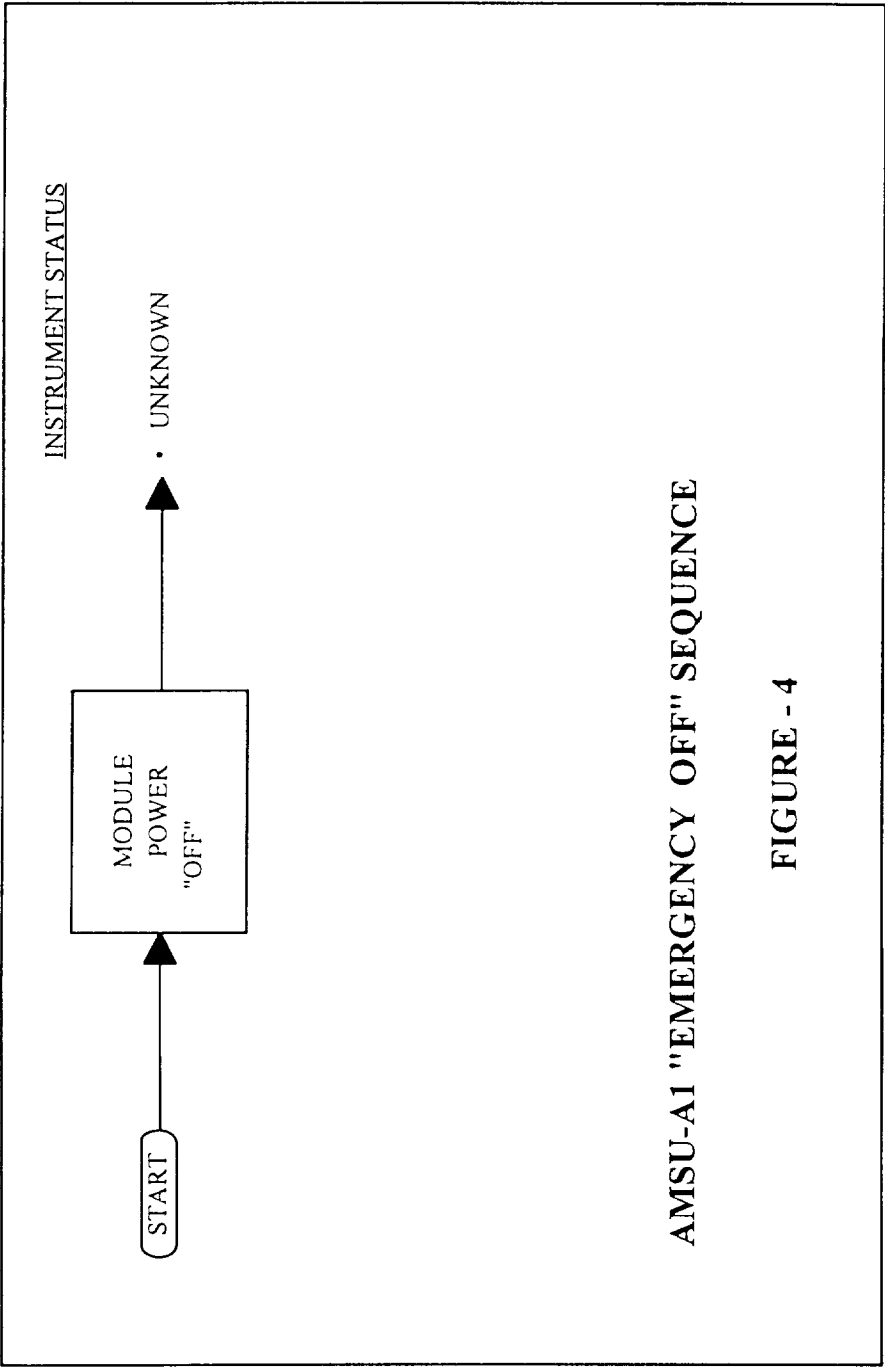 INSTRUMENT STATUS
START
MODULE
POWER
"OFF"
• UNKNOWN
AMSU-A1 "EMERGENCY OFF" SEQUENCE
FIGURE - 4